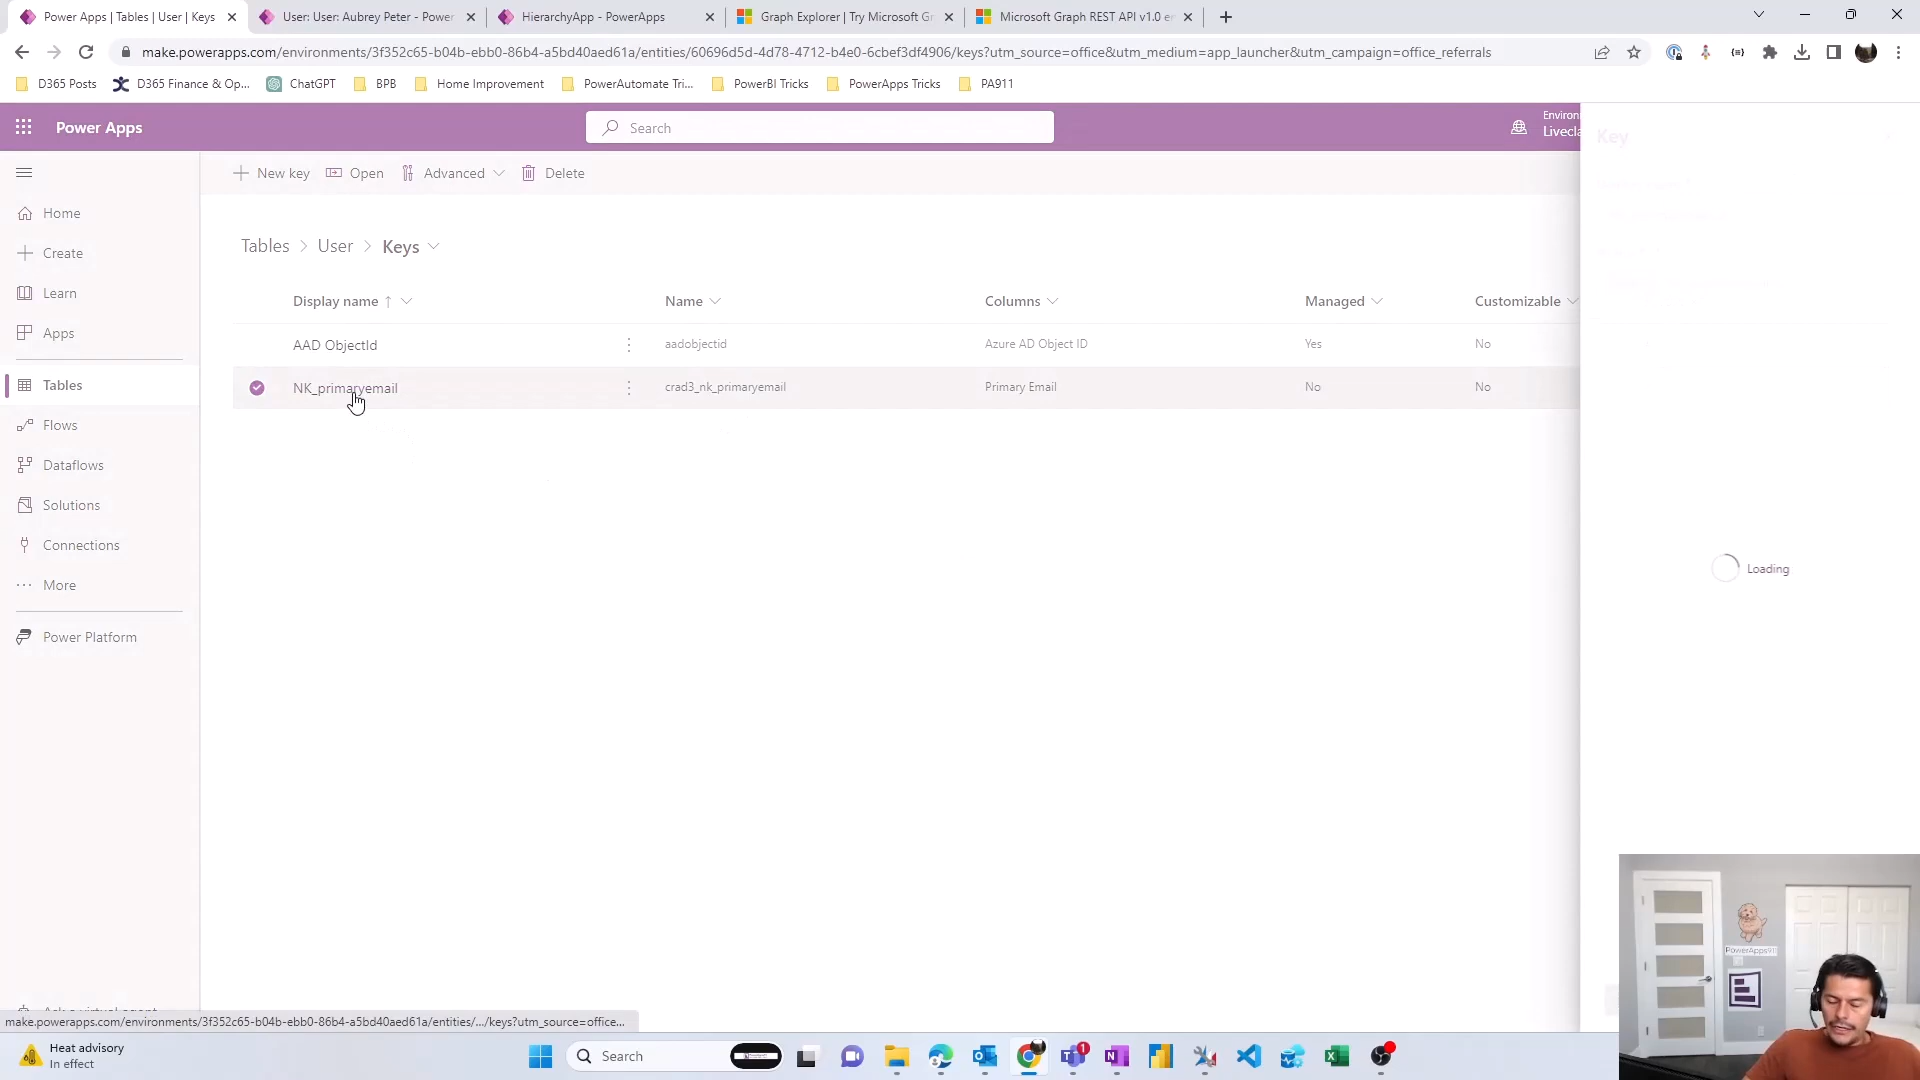 Power Apps | Tables | User | Keys
User: User: Aubrey Peter - Power
HierarchyApp - PowerApps
Graph Explorer | Try Microsoft Gr
Microsoft Graph REST API v1.0 e
make.powerapps.com/environments/3f352c65-b04b-ebb0-86b4-a5bd40aed61a/entities/60696d5d-4d78-4712-b4e0-6cbef3df4906/keys?utm_source=office&utm_medium=app_launcher&utm_campaign=office_referrals
D365 Posts
D365 Finance & Op...
ChatGPT
BPB
Home Improvement
PowerAutomate Tri...
PowerBI Tricks
PowerApps Tricks
PA911
Power Apps
Search
Environ
Livecla
Key
New key
Open
Advanced
Delete
Home
Create
Learn
Apps
Tables
Flows
Dataflows
Solutions
Connections
More
Power Platform
Tables > User > Keys
Display name ↑
Name
Columns
Managed
Customizable
AAD ObjectId
aadobjectid
Azure AD Object ID
Yes
No
NK_primaryemail
crad3_nk_primaryemail
Primary Email
No
No
Loading
PowerApps911
Ask a virtual agent
make.powerapps.com/environments/3f352c65-b04b-ebb0-86b4-a5bd40aed61a/entities/.../keys?utm_source=office...
Heat advisory
In effect
Search
1